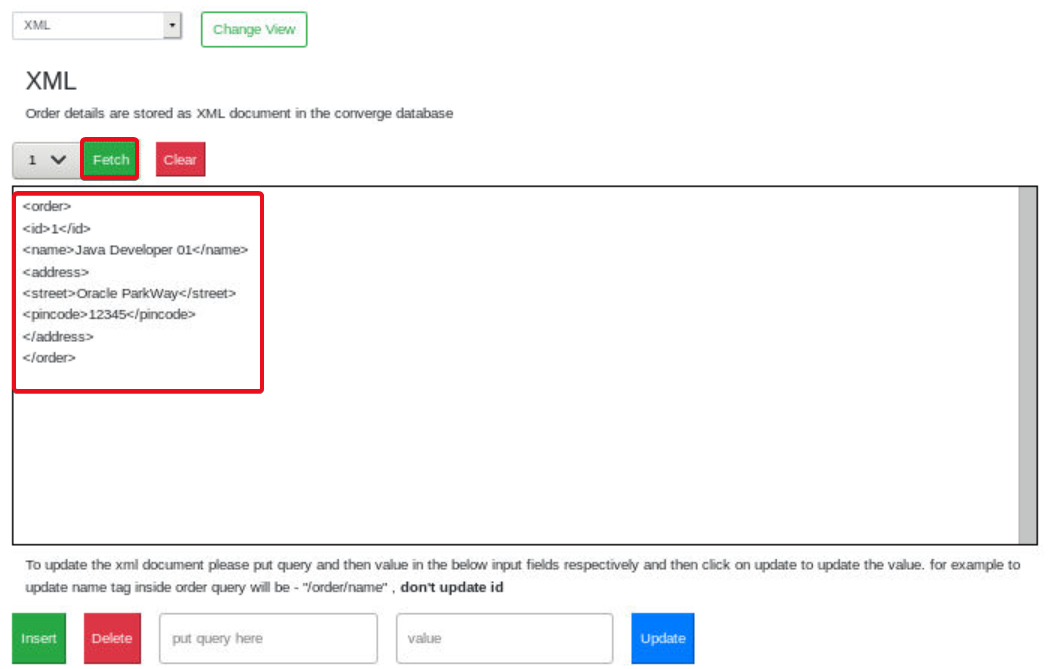 XML
Change View
XML
Order details are stored as XML document in the converge database
1
Fetch
Clear
<order>
<id>1</id>
<name>Java Developer 01</name>
<address>
<street>Oracle ParkWay</street>
<pincode>12345</pincode>
</address>
</order>
To update the xml document please put query and then value in the below input fields respectively and then click on update to update the value. for example to
update name tag inside order query will be - "/order/name" , don't update id
Insert
Delete
put query here
value
Update